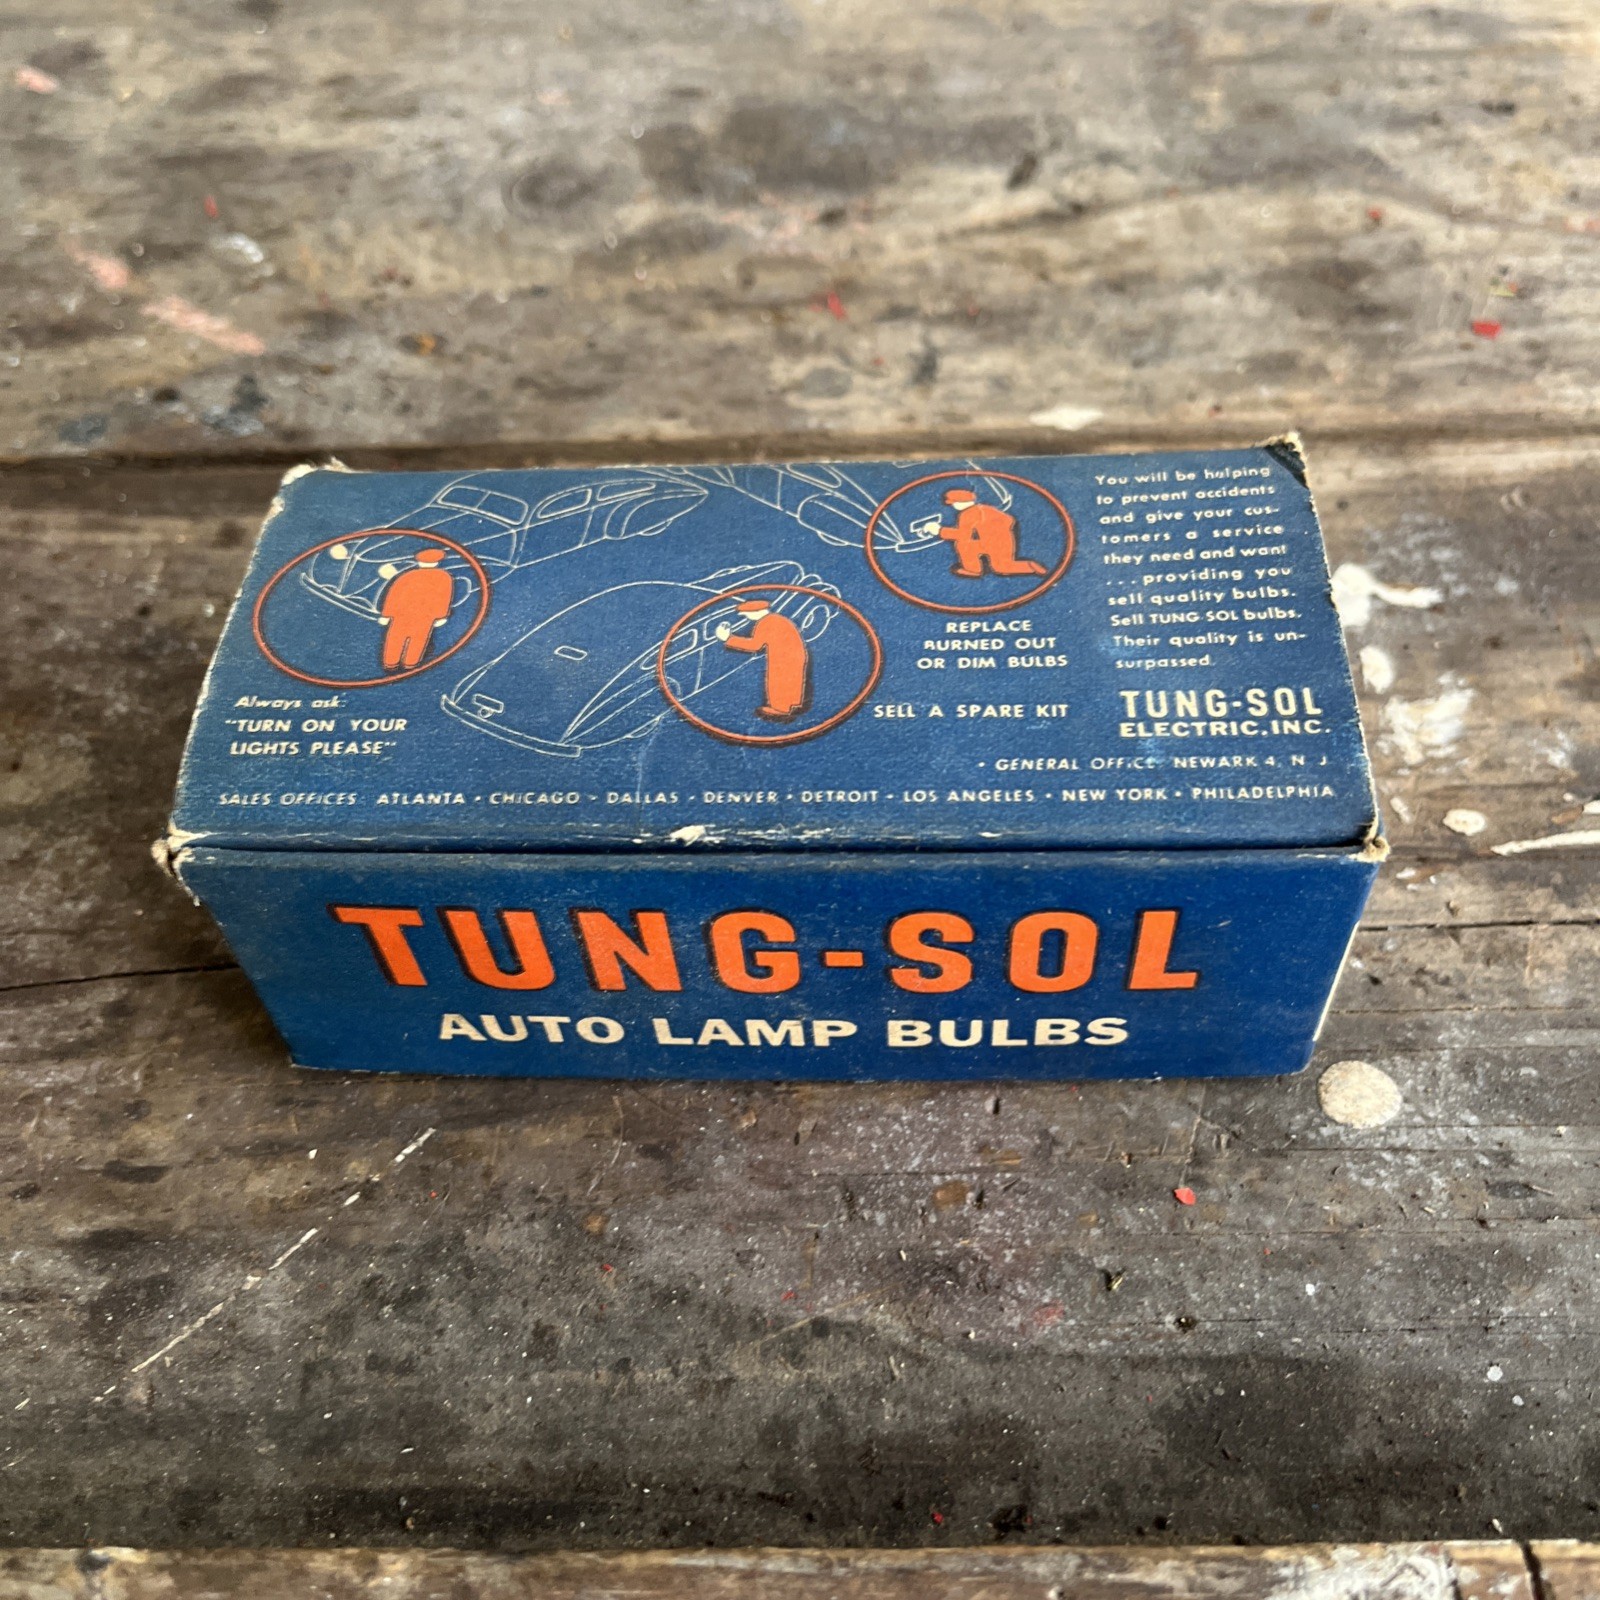 Always ask:
"TURN ON YOUR
LIGHTS PLEASE"
REPLACE
BURNED OUT
OR DIM BULBS
SELL A SPARE KIT
You will be helping
to prevent accidents
and give your cus-
tomers a service
they need and want
...providing you
sell quality bulbs.
Sell TUNG-SOL bulbs.
Their quality is un-
surpassed.
TUNG-SOL
ELECTRIC, INC.
• GENERAL OFFICE: NEWARK 4, N. J.
SALES OFFICES: ATLANTA • CHICAGO • DALLAS • DENVER • DETROIT • LOS ANGELES • NEW YORK • PHILADELPHIA
TUNG-SOL
AUTO LAMP BULBS